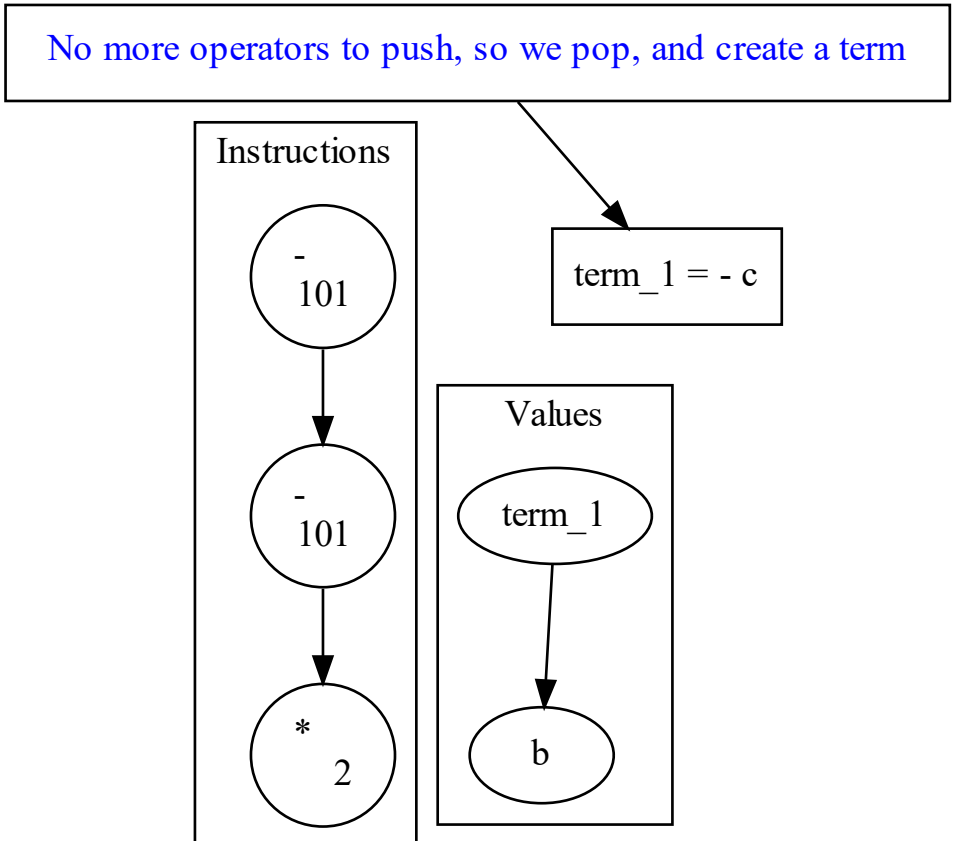 No more operators to push, so we pop, and create a term
Instructions
-
101
-
101
*
2
term_1 = - c
Values
term_1
b